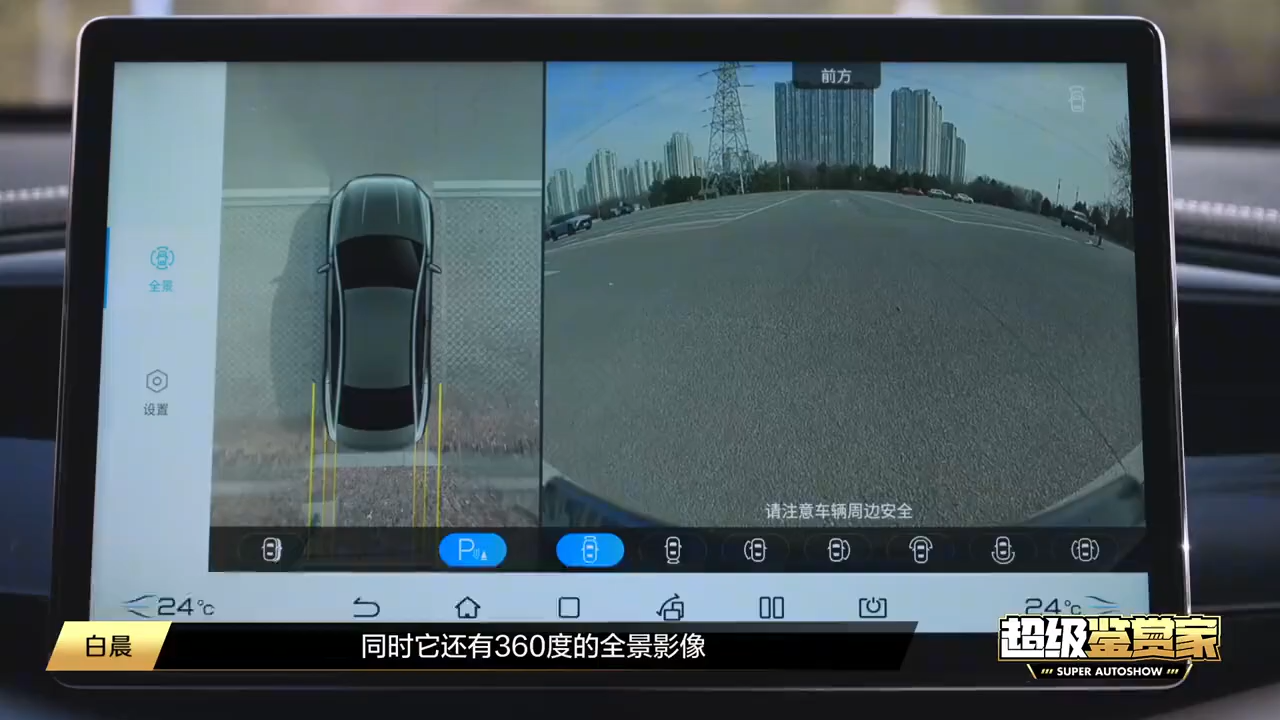 前方
全景
设置
请注意车辆周边安全
P
24°C
24°C
白晨
同时它还有360度的全景影像
超级鉴赏家
SUPER AUTOSHOW